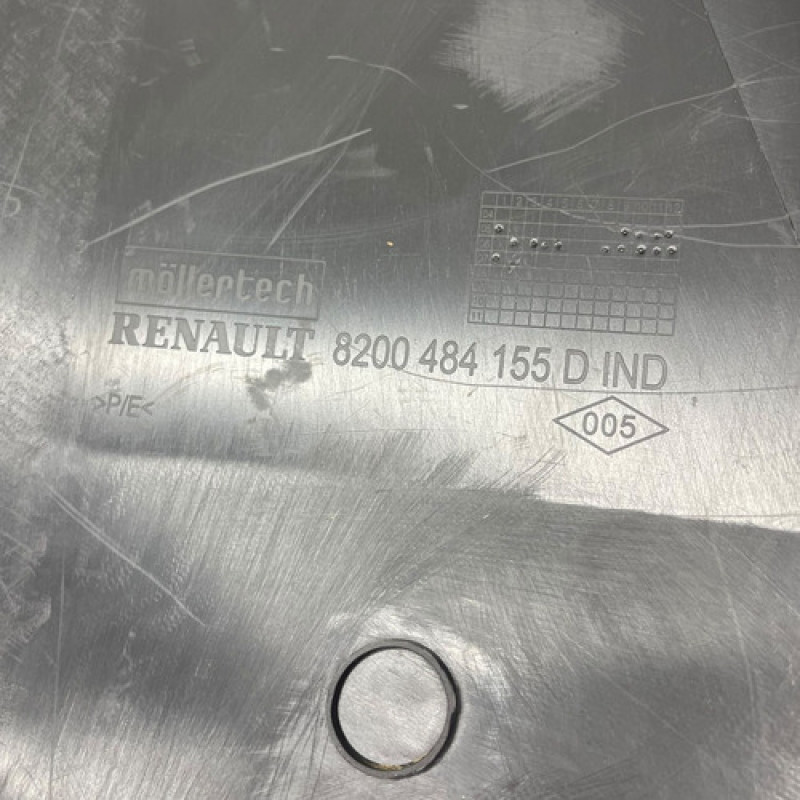 möllertech
RENAULT 8200 484 155 D IND
>P/E<
005